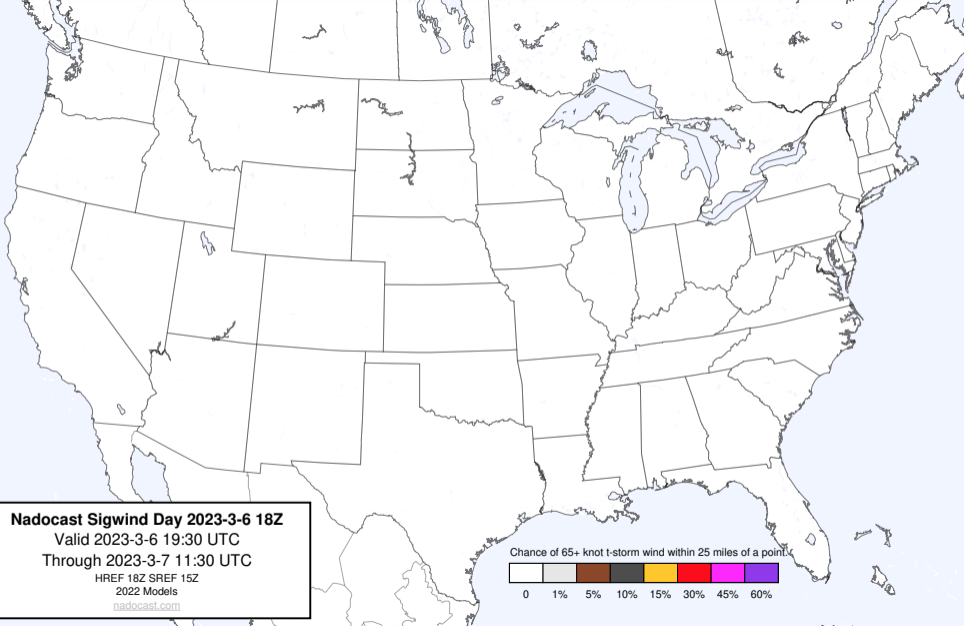 Nadocast Sigwind Day 2023-3-6 18Z
Valid 2023-3-6 19:30 UTC
Through 2023-3-7 11:30 UTC
HREF 18Z SREF 15Z
2022 Models
nadocast.com
Chance of 65+ knot t-storm wind within 25 miles of a point.
0 1% 5% 10% 15% 30% 45% 60%